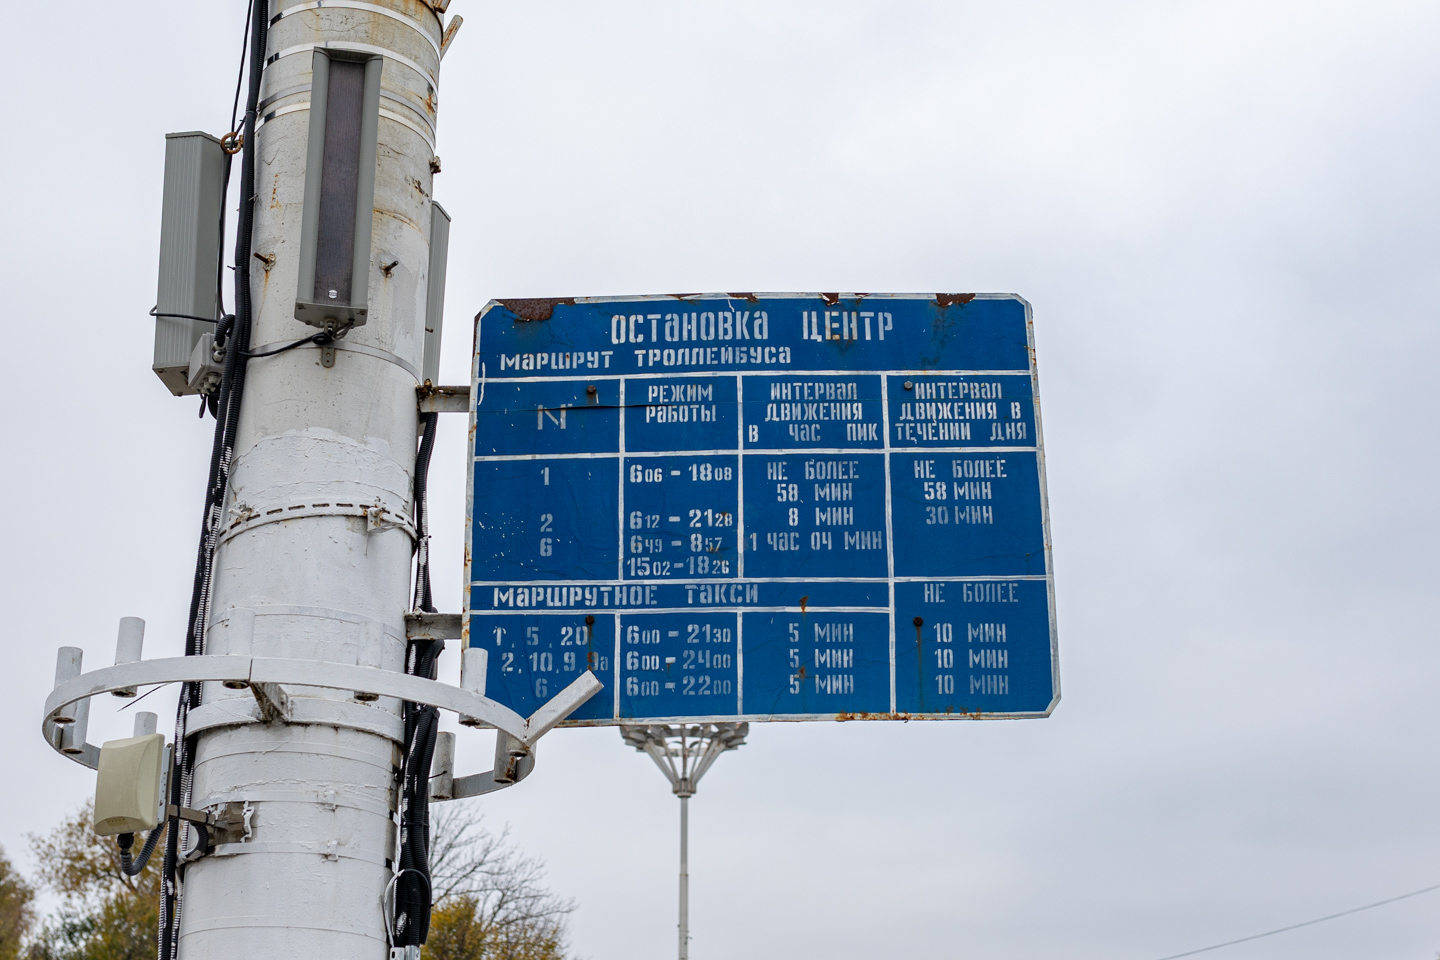 ОСТАНОВКА ЦЕНТР
МАРШРУТ ТРОЛЛЕЙБУСА
N РЕЖИМ РАБОТЫ ИНТЕРВАЛ ДВИЖЕНИЯ В ЧАС ПИК ИНТЕРВАЛ ДВИЖЕНИЯ В ТЕЧЕНИИ ДНЯ
1 606 - 1808 НЕ БОЛЕЕ НЕ БОЛЕЕ
58 МИН 58 МИН
2 612 - 2128 8 МИН 30 МИН
6 649 - 857 1 ЧАС 04 МИН
1502 - 1826
МАРШРУТНОЕ ТАКСИ НЕ БОЛЕЕ
Т, 5, 20 600 - 2130 5 МИН 10 МИН
2,10,9, 600 - 2400 5 МИН 10 МИН
6 600 - 2200 5 МИН 10 МИН